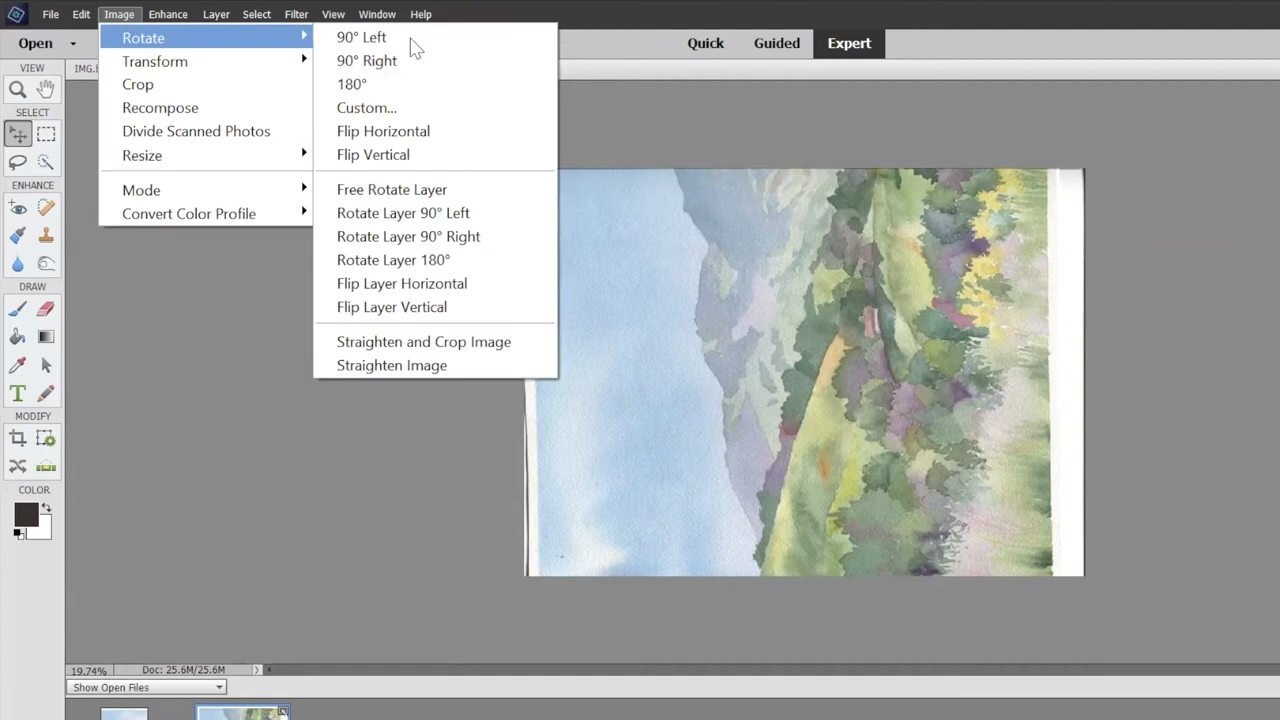 File Edit Image Enhance Layer Select Filter View Window Help
Open
Quick Guided Expert
VIEW
SELECT
ENHANCE
DRAW
MODIFY
COLOR
Rotate
Transform
Crop
Recompose
Divide Scanned Photos
Resize
Mode
Convert Color Profile
90° Left
90° Right
180°
Custom...
Flip Horizontal
Flip Vertical
Free Rotate Layer
Rotate Layer 90° Left
Rotate Layer 90° Right
Rotate Layer 180°
Flip Layer Horizontal
Flip Layer Vertical
Straighten and Crop Image
Straighten Image
T
19.74% Doc: 25.6M/25.6M
Show Open Files